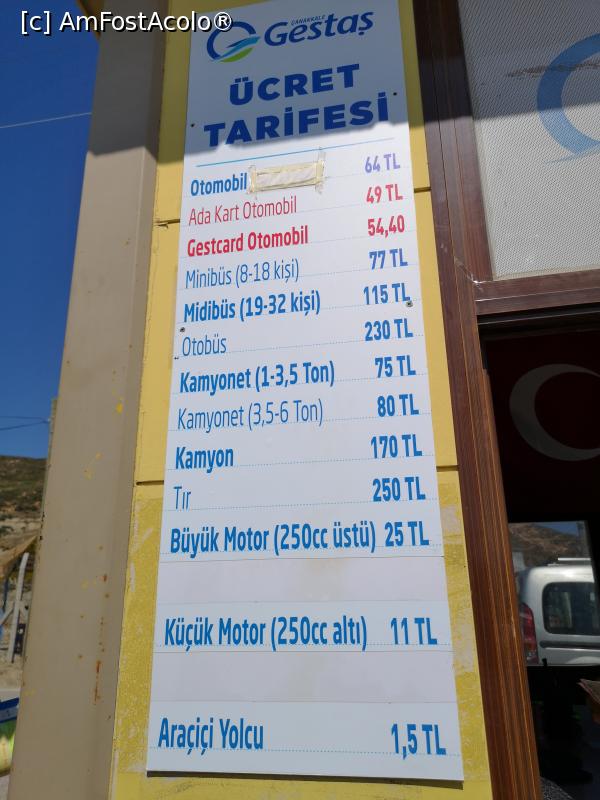 [c] AmFostAcolo®
ÇANAKKALE
Gestaş
ÜCRET
TARİFESİ
Otomobil 64 TL
Ada Kart Otomobil 49 TL
Gestcard Otomobil 54,40
Minibüs (8-18 kişi) 77 TL
Midibüs (19-32 kişi) 115 TL
Otobüs 230 TL
Kamyonet (1-3,5 Ton) 75 TL
Kamyonet (3,5-6 Ton) 80 TL
Kamyon 170 TL
Tır 250 TL
Büyük Motor (250cc üstü) 25 TL
Küçük Motor (250cc altı) 11 TL
Araçiçi Yolcu 1,5 TL